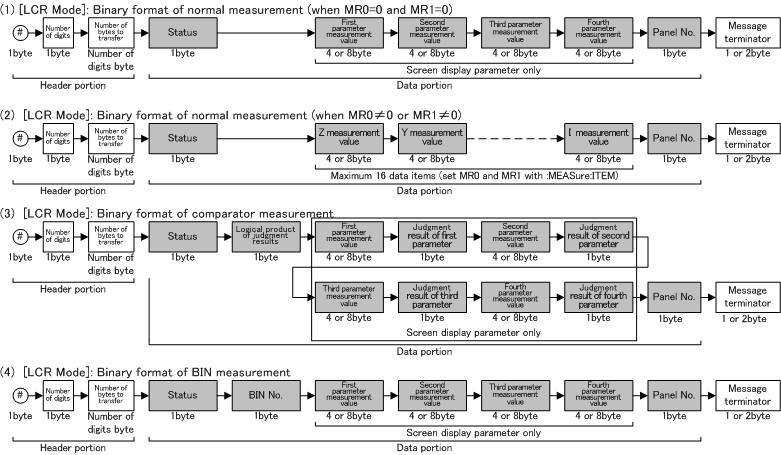 (1) [LCR Mode]: Binary format of normal measurement (when MR0=0 and MR1=0)
#
Number of digits
Number of bytes to transfer
Status
First parameter measurement value
Second parameter measurement value
Third parameter measurement value
Fourth parameter measurement value
Panel No.
Message terminator
1byte
1byte
Number of digits byte
1byte
4 or 8byte
4 or 8byte
4 or 8byte
4 or 8byte
1byte
1 or 2byte
Screen display parameter only
Header portion
Data portion
(2) [LCR Mode]: Binary format of normal measurement (when MR0≠0 or MR1≠0)
#
Number of digits
Number of bytes to transfer
Status
Z measurement value
Y measurement value
I measurement value
Panel No.
Message terminator
1byte
1byte
Number of digits byte
1byte
4 or 8byte
4 or 8byte
4 or 8byte
1byte
1 or 2byte
Maximum 16 data items (set MR0 and MR1 with :MEASure:ITEM)
Header portion
Data portion
(3) [LCR Mode]: Binary format of comparator measurement
#
Number of digits
Number of bytes to transfer
Status
Logical product of judgment results
First parameter measurement value
Judgment result of first parameter
Second parameter measurement value
Judgment result of second parameter
1byte
1byte
Number of digits byte
1byte
1byte
4 or 8byte
1byte
4 or 8byte
1byte
Header portion
Third parameter measurement value
Judgment result of third parameter
Fourth parameter measurement value
Judgment result of fourth parameter
Panel No.
Message terminator
4 or 8byte
1byte
4 or 8byte
1byte
1byte
1 or 2byte
Screen display parameter only
Data portion
(4) [LCR Mode]: Binary format of BIN measurement
#
Number of digits
Number of bytes to transfer
Status
BIN No.
First parameter measurement value
Second parameter measurement value
Third parameter measurement value
Fourth parameter measurement value
Panel No.
Message terminator
1byte
1byte
Number of digits byte
1byte
1byte
4 or 8byte
4 or 8byte
4 or 8byte
4 or 8byte
1byte
1 or 2byte
Screen display parameter only
Header portion
Data portion